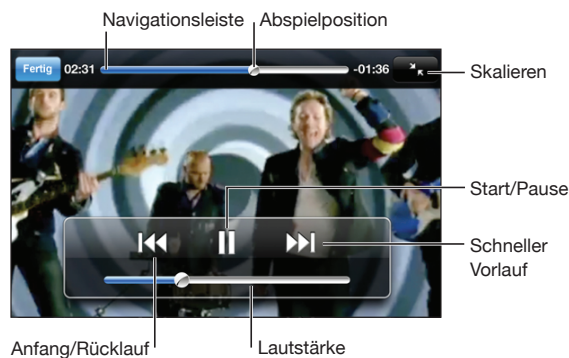 Navigationsleiste Abspielposition
Fertig 02:31 -01:36
Skalieren
Start/Pause
Schneller
Vorlauf
Anfang/Rücklauf Lautstärke